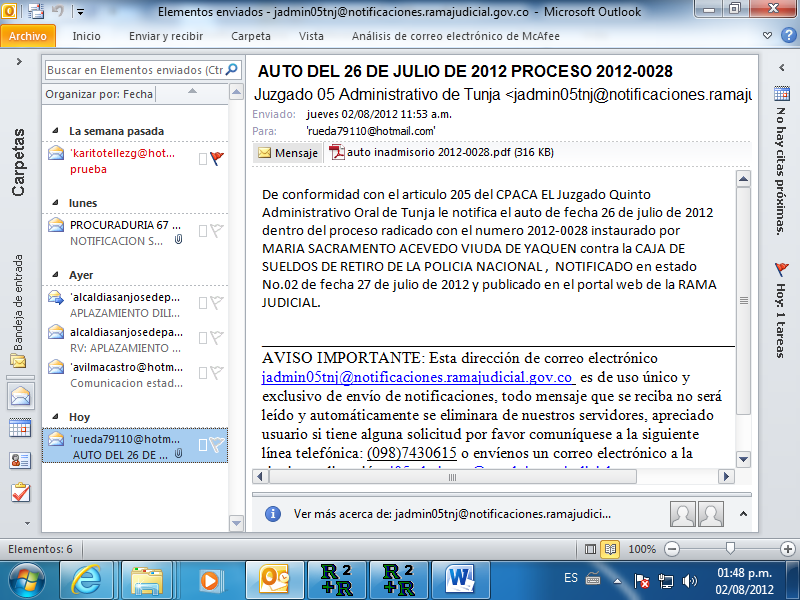 Elementos enviados - jadmin05tnj@notificaciones.ramajudicial.gov.co - Microsoft Outlook
Archivo Inicio Enviar y recibir Carpeta Vista Análisis de correo electrónico de McAfee
Carpetas
Bandeja de entrada
Buscar en Elementos enviados (Ctr
Organizar por: Fecha
La semana pasada
'karitotellezg@hot...
prueba
lunes
PROCURADURIA 67 ...
NOTIFICACION S...
Ayer
'alcaldiasanjosedep...
APLAZAMIENTO DILI...
alcaldiasanjosedepa...
RV: APLAZAMIENTO ...
'avilmacastro@hotm...
Comunicacion estad...
Hoy
'rueda79110@hotm...
AUTO DEL 26 DE ...
AUTO DEL 26 DE JULIO DE 2012 PROCESO 2012-0028
Juzgado 05 Administrativo de Tunja <jadmin05tnj@notificaciones.ramaju
Enviado: jueves 02/08/2012 11:53 a.m.
Para: 'rueda79110@hotmail.com'
Mensaje auto inadmisorio 2012-0028.pdf (316 KB)
De conformidad con el articulo 205 del CPACA EL Juzgado Quinto
Administrativo Oral de Tunja le notifica el auto de fecha 26 de julio de 2012
dentro del proceso radicado con el numero 2012-0028 instaurado por
MARIA SACRAMENTO ACEVEDO VIUDA DE YAQUEN contra la CAJA DE
SUELDOS DE RETIRO DE LA POLICIA NACIONAL , NOTIFICADO en estado
No.02 de fecha 27 de julio de 2012 y publicado en el portal web de la RAMA
JUDICIAL.
AVISO IMPORTANTE: Esta dirección de correo electrónico
jadmin05tnj@notificaciones.ramajudicial.gov.co es de uso único y
exclusivo de envío de notificaciones, todo mensaje que se reciba no será
leído y automáticamente se eliminara de nuestros servidores, apreciado
usuario si tiene alguna solicitud por favor comuníquese a la siguiente
línea telefónica: (098)7430615 o envíenos un correo electrónico a la
Ver más acerca de: jadmin05tnj@notificaciones.ramajudici...
No hay citas próximas.
Hoy: 1 tareas
Elementos: 6
100%
R2+R
R2+R
ES
01:48 p.m.
02/08/2012